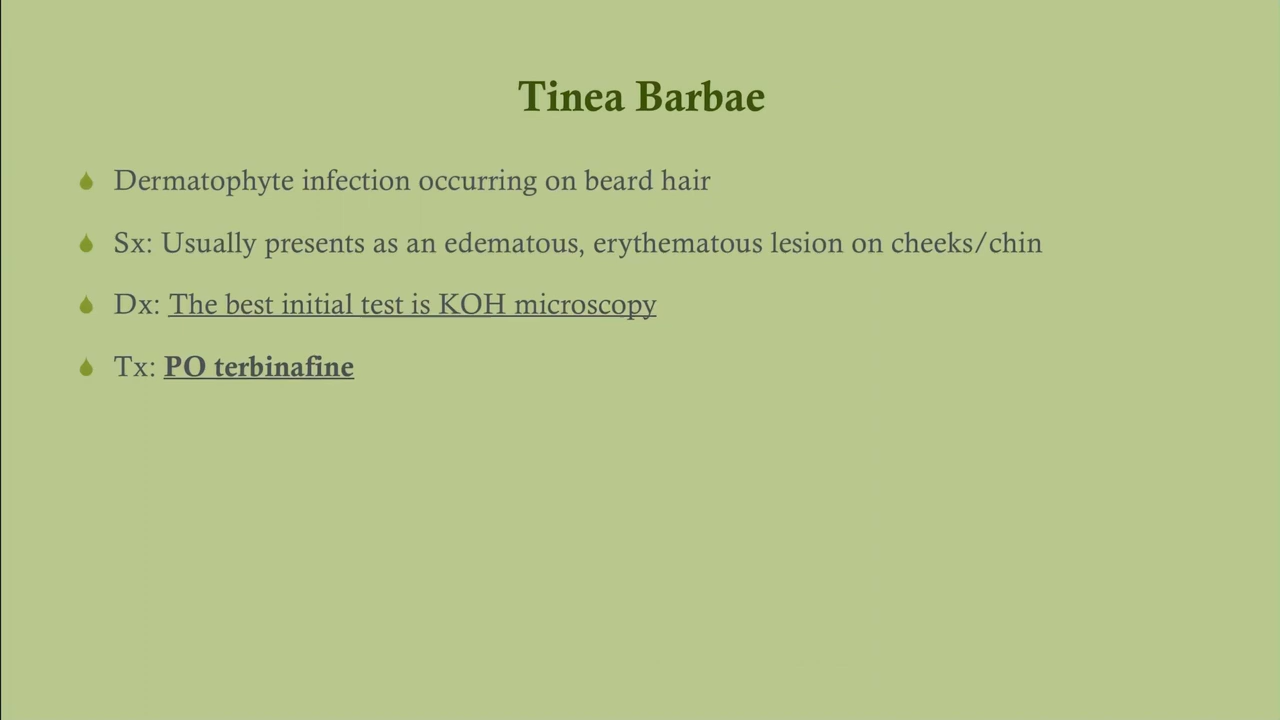 Tinea Barbae
Dermatophyte infection occurring on beard hair
Sx: Usually presents as an edematous, erythematous lesion on cheeks/chin
Dx: The best initial test is KOH microscopy
Tx: PO terbinafine